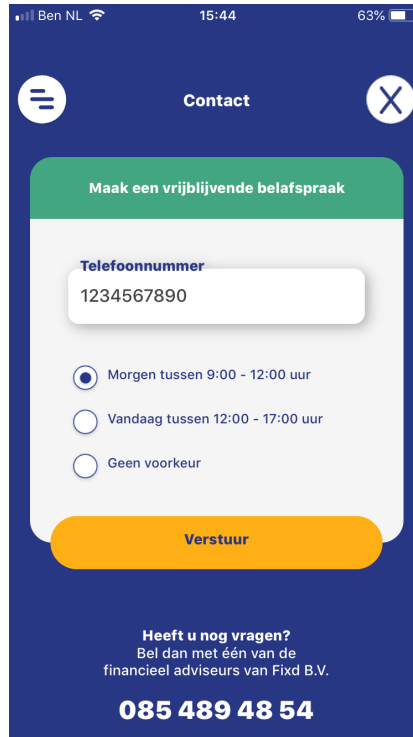 Ben NL 15:44 63%
Contact
Maak een vrijblijvende belafspraak
Telefoonnummer
1234567890
Morgen tussen 9:00 - 12:00 uur
Vandaag tussen 12:00 - 17:00 uur
Geen voorkeur
Verstuur
Heeft u nog vragen?
Bel dan met één van de
financieel adviseurs van Fixd B.V.
085 489 48 54